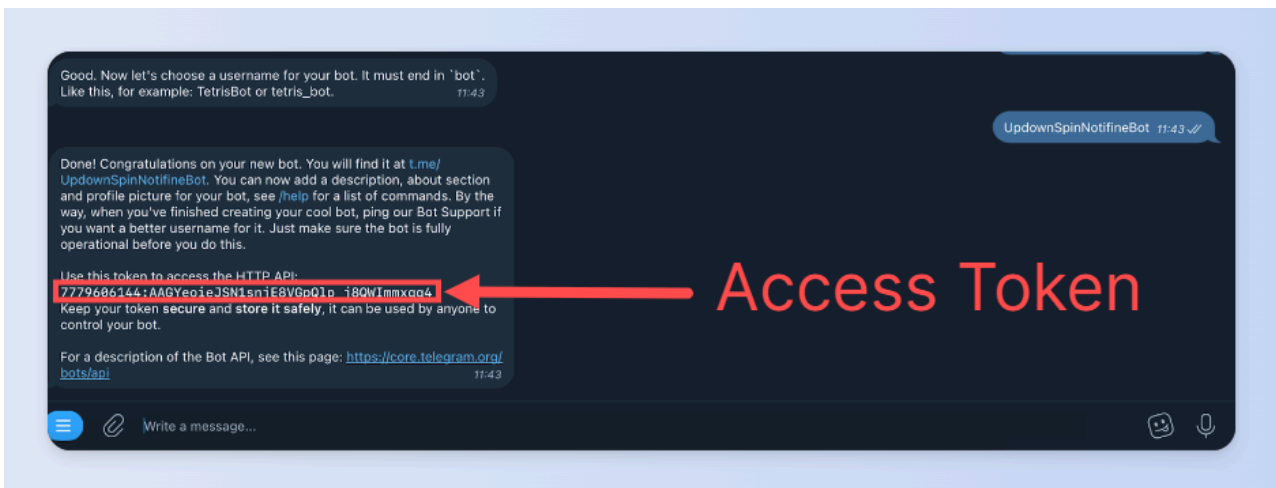 Good. Now let's choose a username for your bot. It must end in `bot`.
Like this, for example: TetrisBot or tetris_bot.
11:43
UpdownSpinNotifineBot 11:43
Done! Congratulations on your new bot. You will find it at t.me/
UpdownSpinNotifineBot. You can now add a description, about section
and profile picture for your bot, see /help for a list of commands. By the
way, when you've finished creating your cool bot, ping our Bot Support if
you want a better username for it. Just make sure the bot is fully
operational before you do this.
Use this token to access the HTTP API:
Access Token
Keep your token secure and store it safely, it can be used by anyone to
control your bot.
For a description of the Bot API, see this page: https://core.telegram.org/
bots/api
11:43
Write a message...